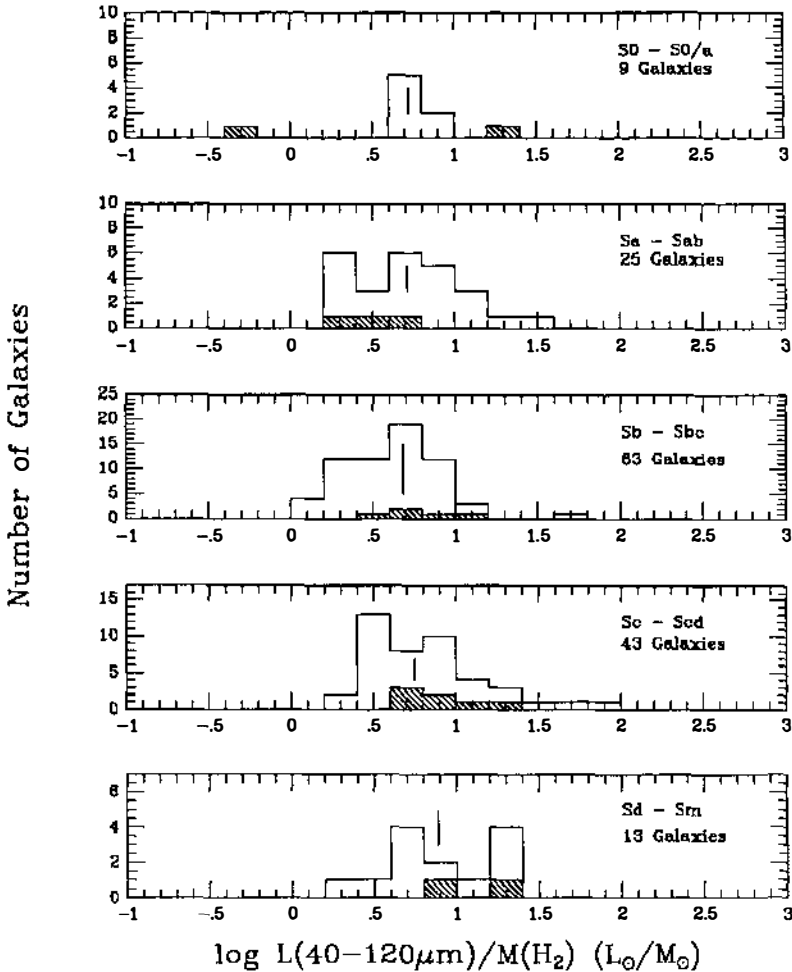 Number of Galaxies
10
8
6
4
2
0
S0 - S0/a
9 Galaxies
-1 -.5 0 .5 1 1.5 2 2.5 3
10
8
6
4
2
0
Sa - Sab
25 Galaxies
-1 -.5 0 .5 1 1.5 2 2.5 3
25
20
15
10
5
0
Sb - Sbc
63 Galaxies
-1 -.5 0 .5 1 1.5 2 2.5 3
15
10
5
0
Sc - Scd
43 Galaxies
-1 -.5 0 .5 1 1.5 2 2.5 3
6
4
2
0
Sd - Sm
13 Galaxies
-1 -.5 0 .5 1 1.5 2 2.5 3
log L(40-120μm)/M(H₂) (L⊙/M⊙)